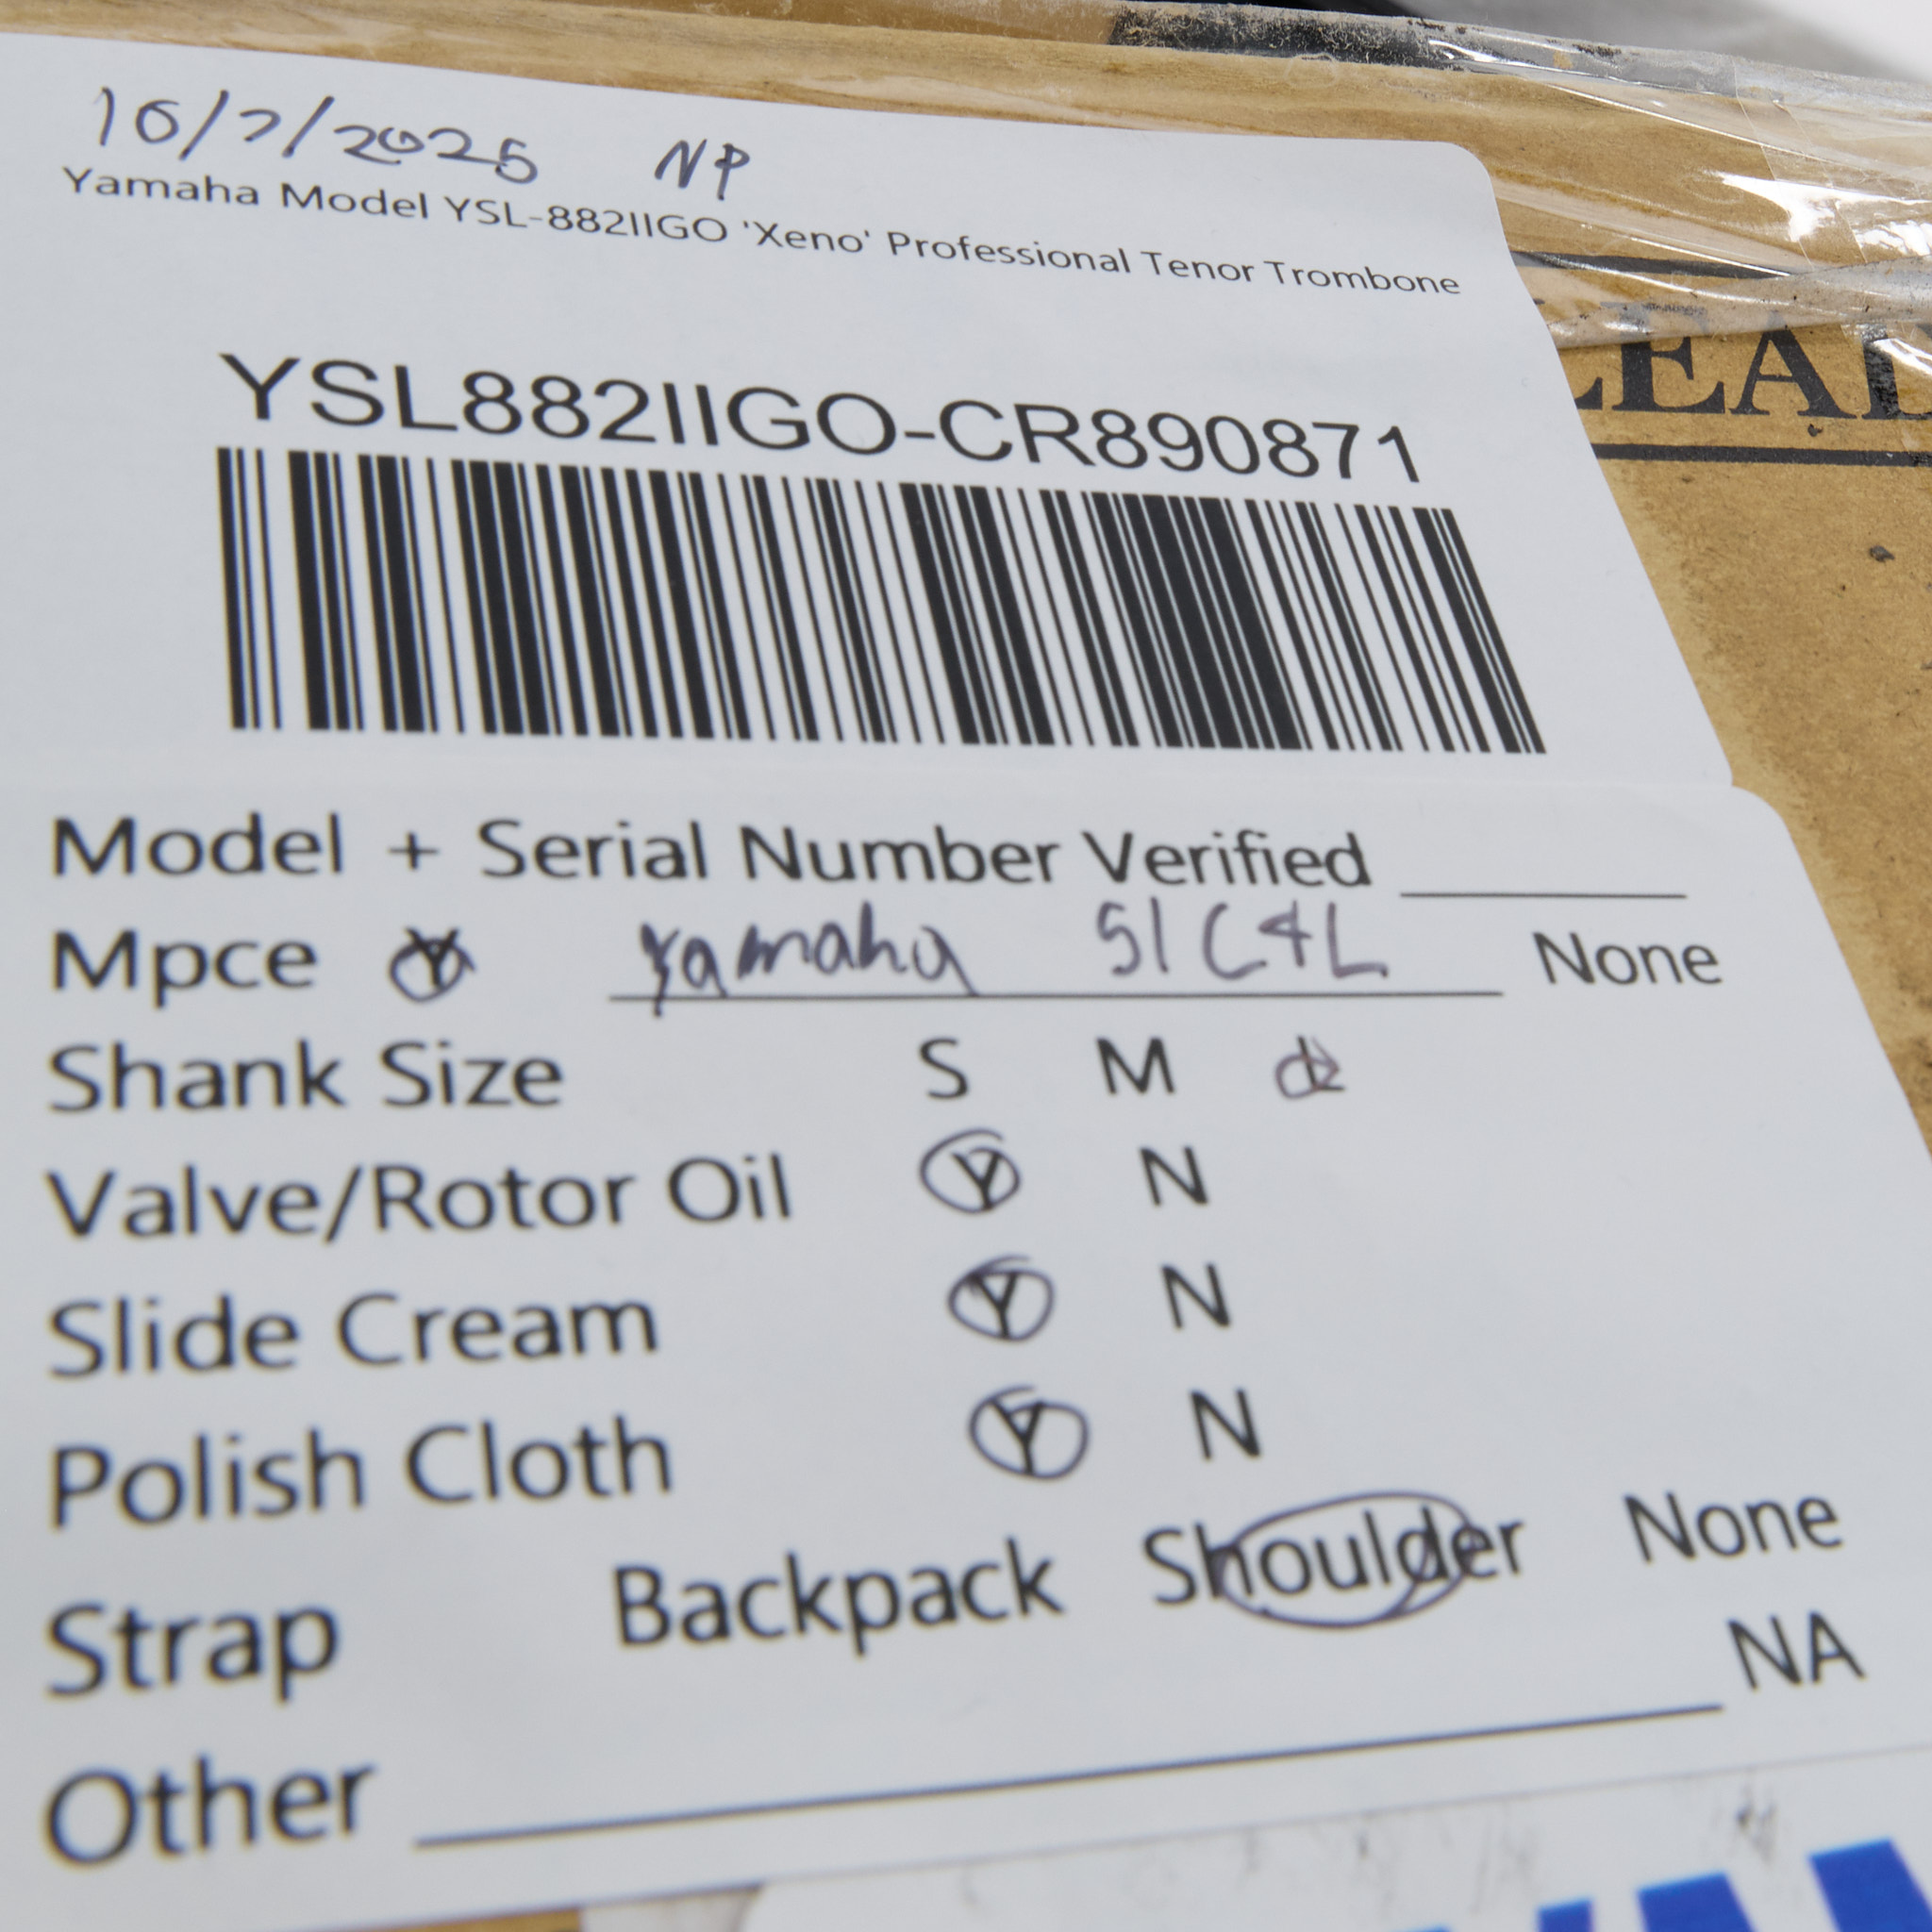 10/7/2025 NP
Yamaha Model YSL-882IIGO 'Xeno' Professional Tenor Trombone
YSL882IIGO-CR890871
Model + Serial Number Verified
Mpce Y Yamaha 51C4L None
Shank Size S M L
Valve/Rotor Oil Y N
Slide Cream Y N
Polish Cloth Y N
Strap Backpack Shoulder None
Other NA